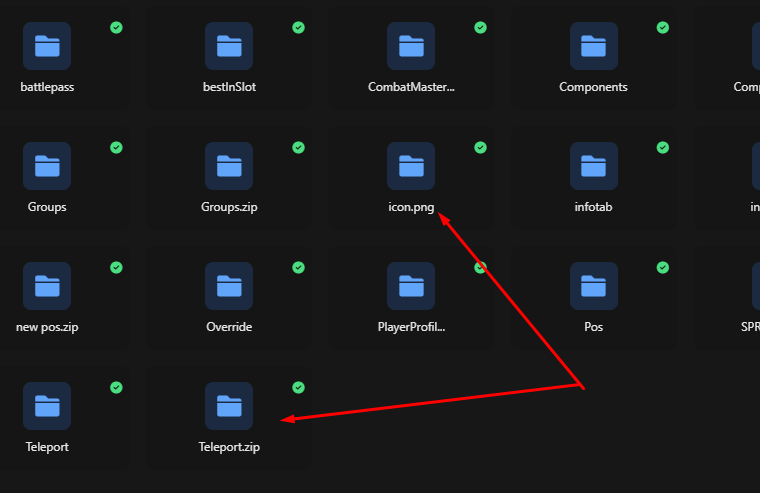 battlepass
bestInSlot
CombatMaster...
Components
Comp
Groups
Groups.zip
icon.png
infotab
in
new pos.zip
Override
PlayerProfil...
Pos
SPR
Teleport
Teleport.zip